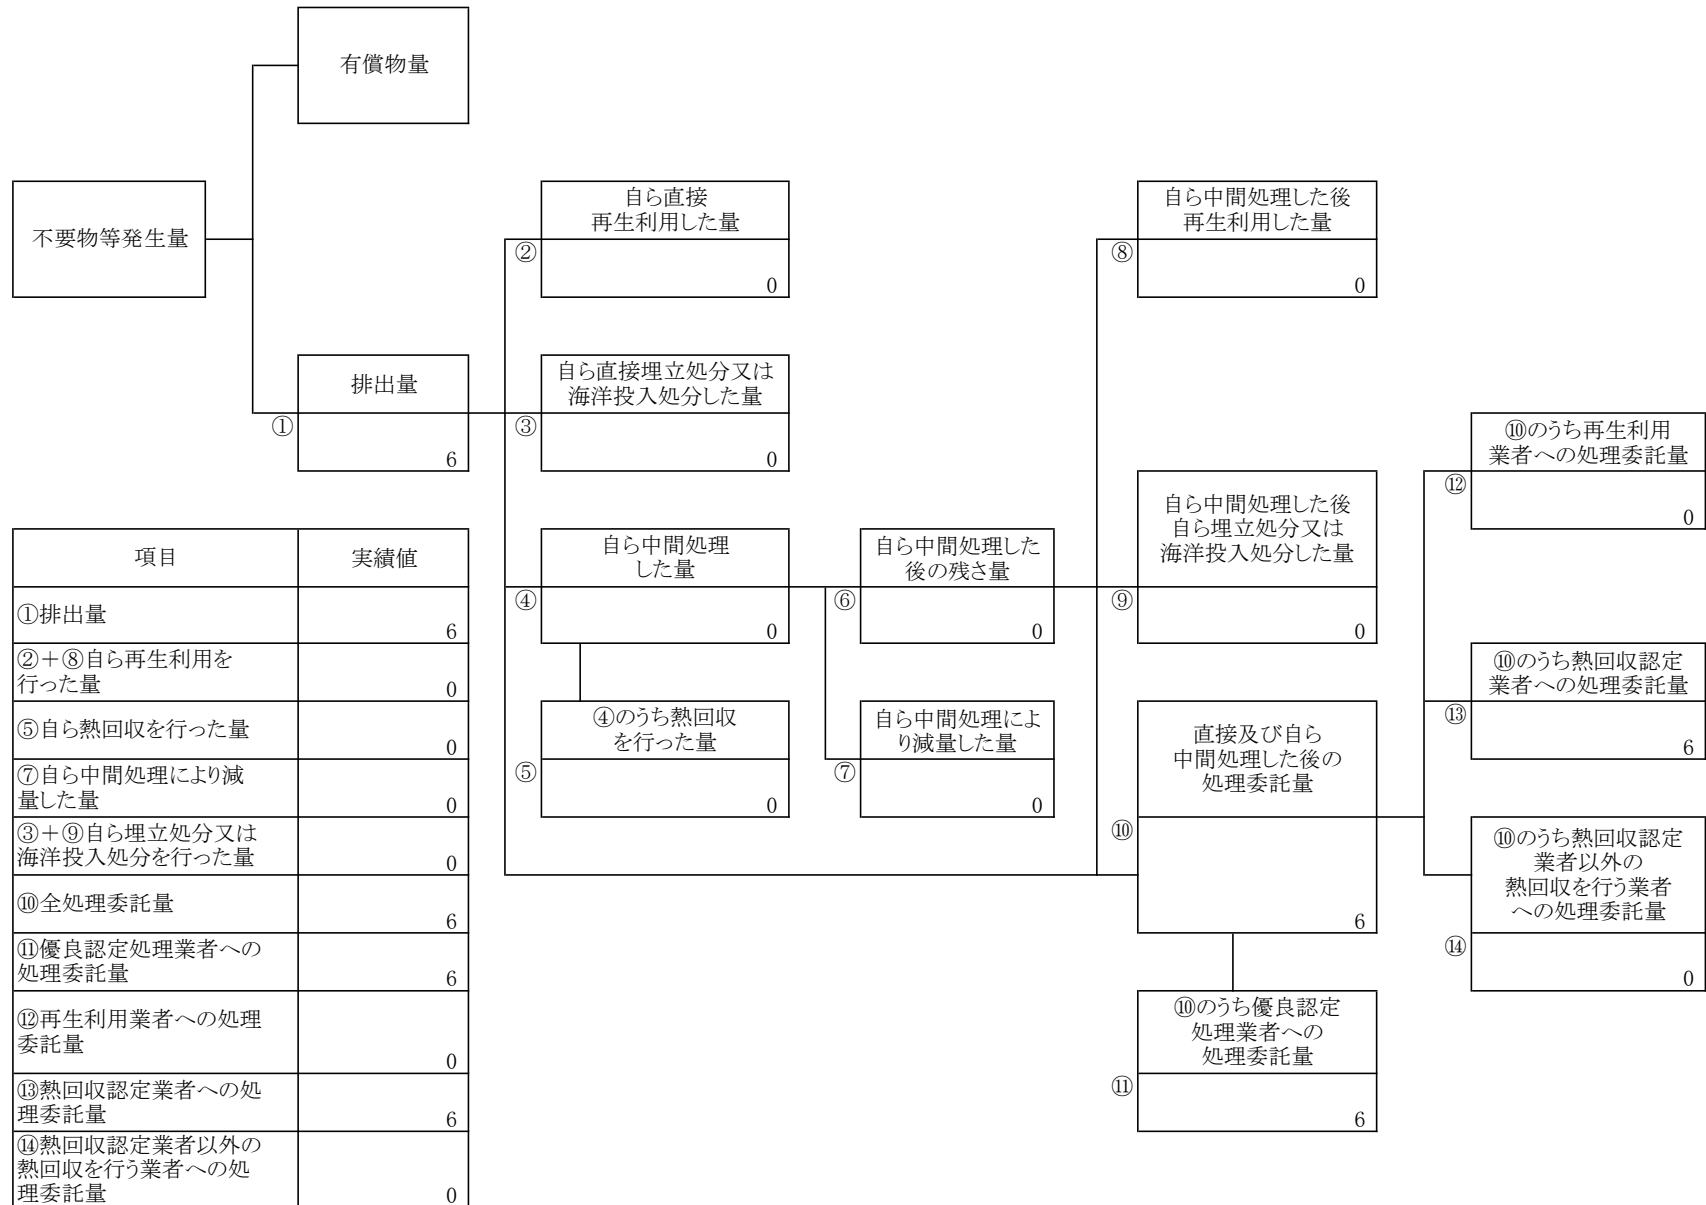 有償物量
不要物等発生量
自ら直接
再生利用した量
②
0
自ら中間処理した後
再生利用した量
⑧
0
排出量
①
6
自ら直接埋立処分又は
海洋投入処分した量
③
0
⑩のうち再生利用
業者への処理委託量
⑫
0
自ら中間処理した後
自ら埋立処分又は
海洋投入処分した量
⑨
0
自ら中間処理
した量
④
0
自ら中間処理した
後の残さ量
⑥
0
⑩のうち熱回収認定
業者への処理委託量
⑬
6
④のうち熱回収
を行った量
⑤
0
自ら中間処理によ
り減量した量
⑦
0
直接及び自ら
中間処理した後の
処理委託量
⑩
6
⑩のうち熱回収認定
業者以外の
熱回収を行う業者
への処理委託量
⑭
0
⑩のうち優良認定
処理業者への
処理委託量
⑪
6
項目 実績値
①排出量
6
②+⑧自ら再生利用を
行った量 0
⑤自ら熱回収を行った量
0
⑦自ら中間処理により減
量した量 0
③+⑨自ら埋立処分又は
海洋投入処分を行った量 0
⑩全処理委託量
6
⑪優良認定処理業者への
処理委託量 6
⑫再生利用業者への処理
委託量
0
⑬熱回収認定業者への処
理委託量 6
⑭熱回収認定業者以外の
熱回収を行う業者への処
理委託量 0